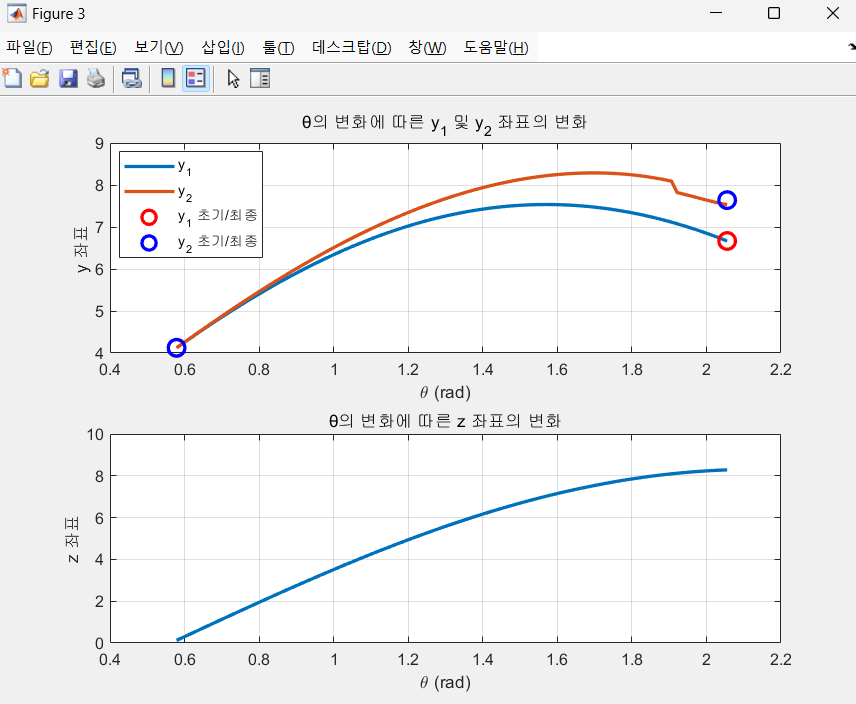 Figure 3
파일(F) 편집(E) 보기(V) 삽입(I) 툴(T) 데스크탑(D) 창(W) 도움말(H)
θ의 변화에 따른 y1 및 y2 좌표의 변화
9
8
7
6
5
4
y 좌표
y1
y2
y1 초기/최종
y2 초기/최종
0.4 0.6 0.8 1 1.2 1.4 1.6 1.8 2 2.2
θ (rad)
θ의 변화에 따른 z 좌표의 변화
10
8
6
4
2
0
z 좌표
0.4 0.6 0.8 1 1.2 1.4 1.6 1.8 2 2.2
θ (rad)